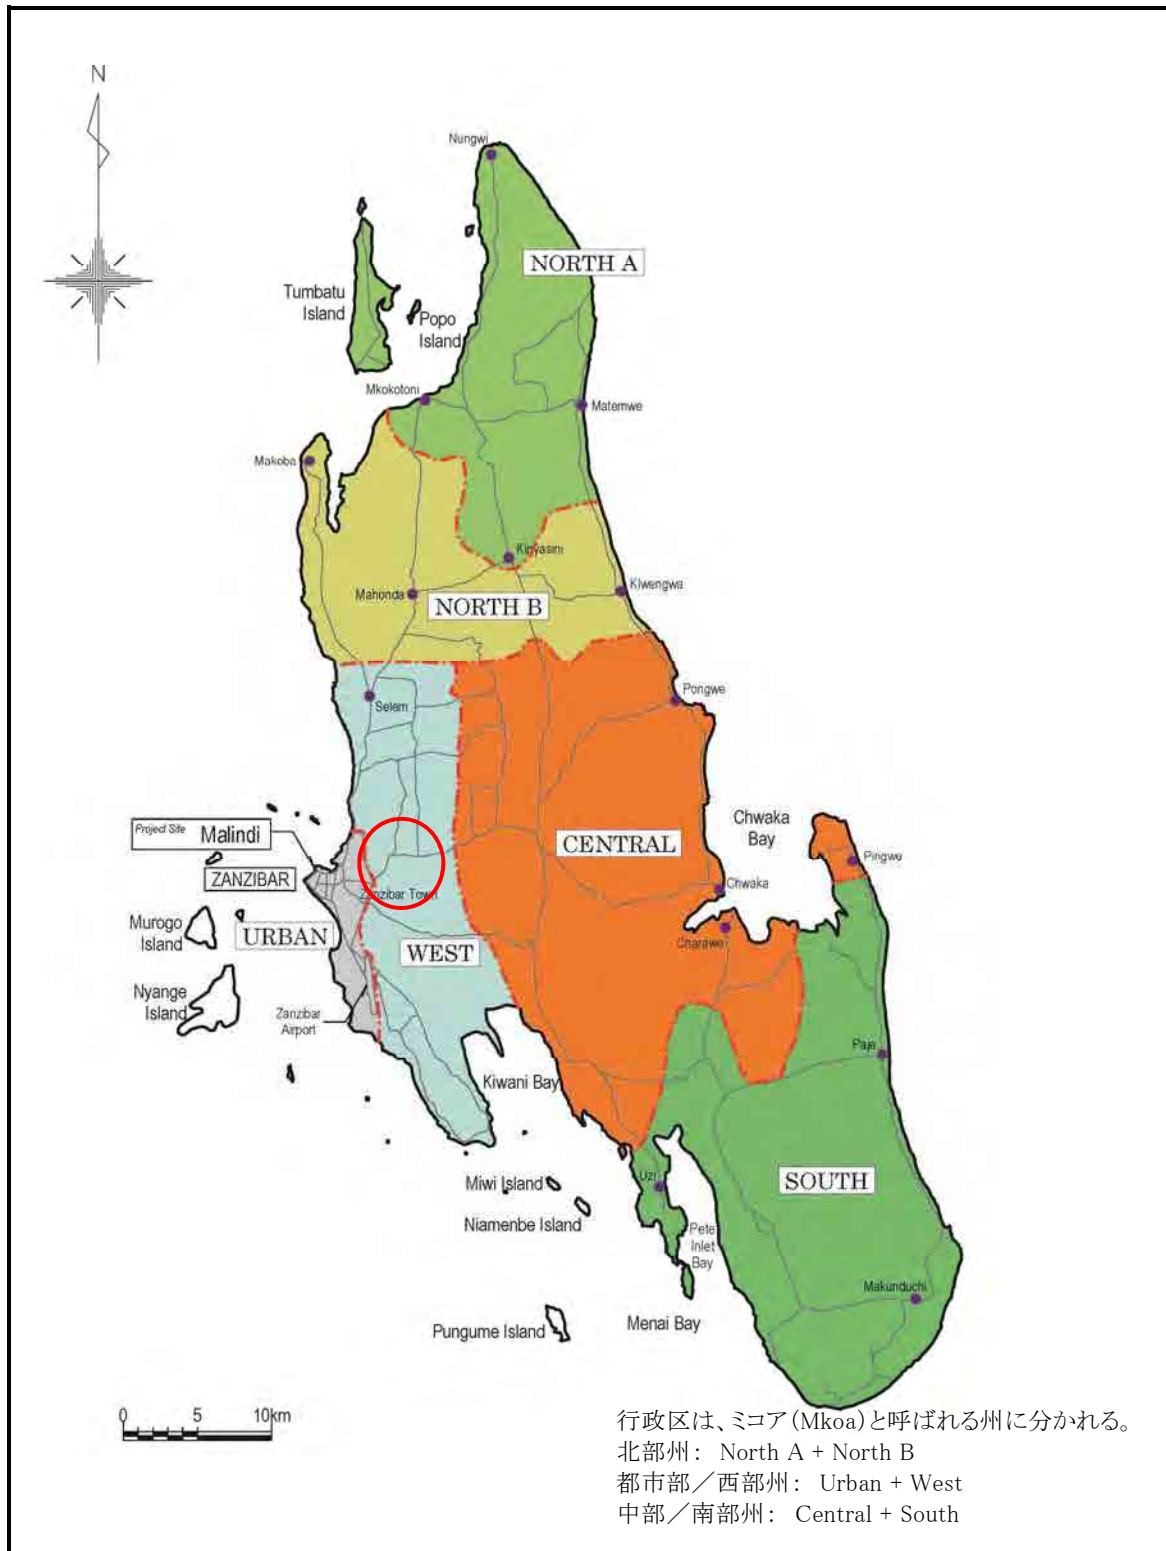 N
Nungwi
NORTH A
Tumbatu
Island
Popo
Island
Mkokotoni
Matemwe
Makoba
Kinyasini
Mahonda
Kiwengwa
NORTH B
Selem
Pongwe
Project Site Malindi
ZANZIBAR
Zanzibar Town
CENTRAL
Chwaka
Bay
Pingwe
Chwaka
Murogo
Island
URBAN
WEST
Charawe
Nyange
Island
Zanzibar
Airport
Paje
Kiwani Bay
Miwi Island
Niamenbe Island
Uzi
SOUTH
Pete
Inlet
Bay
Makunduchi
Menai Bay
Pungume Island
0 5 10km
行政区は、ミコア(Mkoa)と呼ばれる州に分かれる。
北部州: North A + North B
都市部／西部州: Urban + West
中部／南部州: Central + South